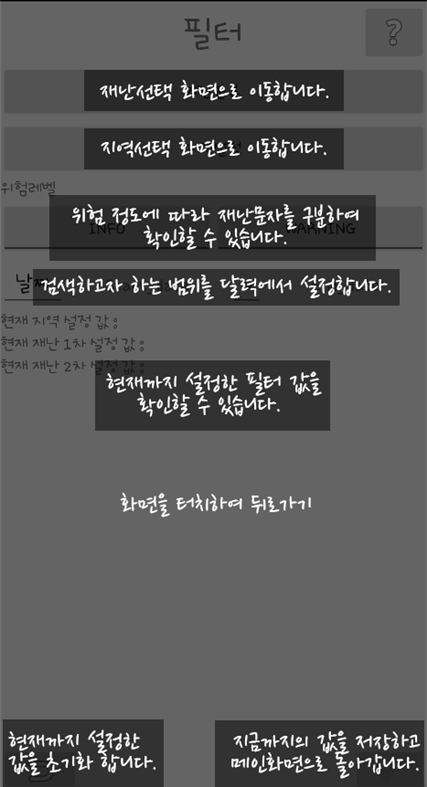 필터
?
재난선택 화면으로 이동합니다.
지역선택 화면으로 이동합니다.
위험레벨
위험 정도에 따라 재난문자를 구분하여
확인할 수 있습니다.
INFO WARNING
날짜
검색하고자 하는 범위를 달력에서 설정합니다.
현재 지역 설정 값 :
현재 재난 1차 설정 값 :
현재 재난 2차 설정 값 :
현재까지 설정한 필터 값을
확인할 수 있습니다.
화면을 터치하여 뒤로가기
현재까지 설정한
값을 초기화 합니다.
지금까지의 값을 저장하고
메인화면으로 돌아갑니다.